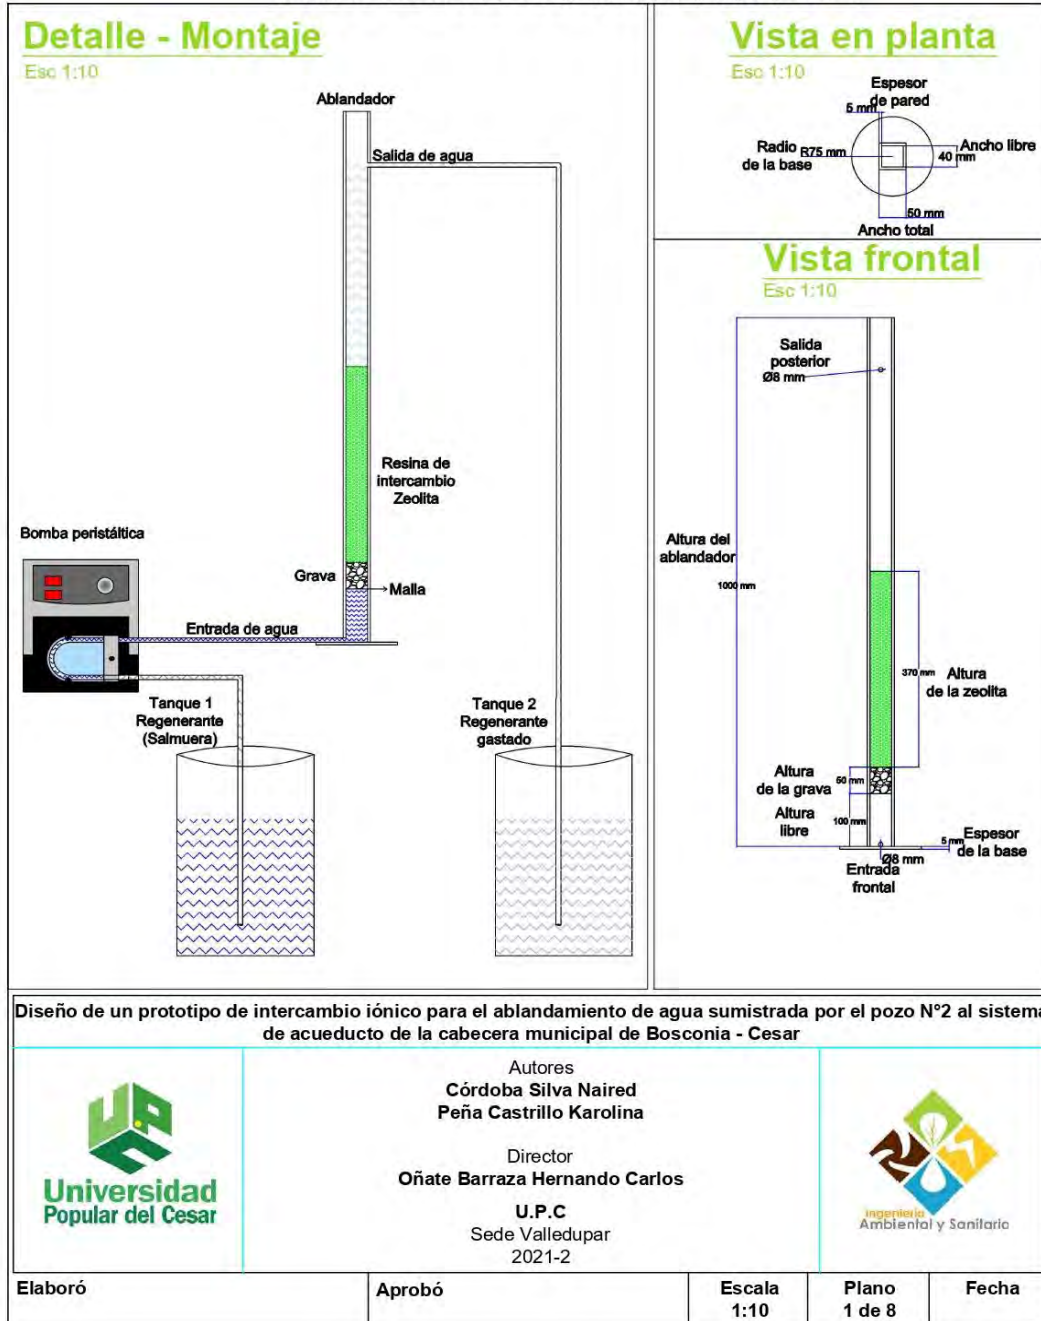 Detalle - Montaje
Esc 1:10
Ablandador
Salida de agua
Resina de
intercambio
Zeolita
Bomba peristáltica
Grava
Malla
Entrada de agua
Tanque 1
Regenerante
(Salmuera)
Tanque 2
Regenerante
gastado
Vista en planta
Esc 1:10
Espesor
de pared
5 mm
Radio
de la base
R75 mm
Ancho libre
40 mm
50 mm
Ancho total
Vista frontal
Esc 1:10
Salida
posterior
Ø8 mm
Altura del
ablandador
1000 mm
370 mm
Altura
de la zeolita
Altura
de la grava
50 mm
Altura
libre
100 mm
5 mm
Espesor
de la base
Ø8 mm
Entrada
frontal
Diseño de un prototipo de intercambio iónico para el ablandamiento de agua sumistrada por el pozo Nº2 al sistema
de acueducto de la cabecera municipal de Bosconia - Cesar
UPC
Universidad
Popular del Cesar
Autores
Córdoba Silva Naired
Peña Castrillo Karolina
Director
Oñate Barraza Hernando Carlos
U.P.C
Sede Valledupar
2021-2
Ingeniería
Ambiental y Sanitaria
Elaboró
Aprobó
Escala
1:10
Plano
1 de 8
Fecha